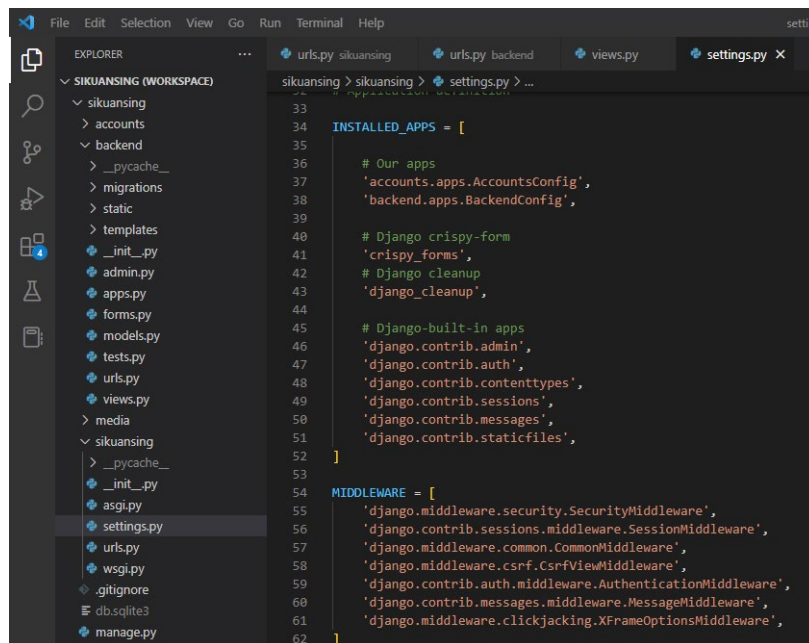 File Edit Selection View Go Run Terminal Help
EXPLORER ...
SIKUANSING (WORKSPACE)
sikuansing
accounts
backend
__pycache__
migrations
static
templates
__init__.py
admin.py
apps.py
forms.py
models.py
tests.py
urls.py
views.py
media
sikuansing
__pycache__
__init__.py
asgi.py
settings.py
urls.py
wsgi.py
.gitignore
db.sqlite3
manage.py
4
urls.py sikuansing urls.py backend views.py settings.py
sikuansing > sikuansing > settings.py > ...
32 # Application definition
33
34 INSTALLED_APPS = [
35
36 # Our apps
37 'accounts.apps.AccountsConfig',
38 'backend.apps.BackendConfig',
39
40 # Django crispy-form
41 'crispy_forms',
42 # Django cleanup
43 'django_cleanup',
44
45 # Django-built-in apps
46 'django.contrib.admin',
47 'django.contrib.auth',
48 'django.contrib.contenttypes',
49 'django.contrib.sessions',
50 'django.contrib.messages',
51 'django.contrib.staticfiles',
52 ]
53
54 MIDDLEWARE = [
55 'django.middleware.security.SecurityMiddleware',
56 'django.contrib.sessions.middleware.SessionMiddleware',
57 'django.middleware.common.CommonMiddleware',
58 'django.middleware.csrf.CsrfViewMiddleware',
59 'django.contrib.auth.middleware.AuthenticationMiddleware',
60 'django.contrib.messages.middleware.MessageMiddleware',
61 'django.middleware.clickjacking.XFrameOptionsMiddleware',
62 ]